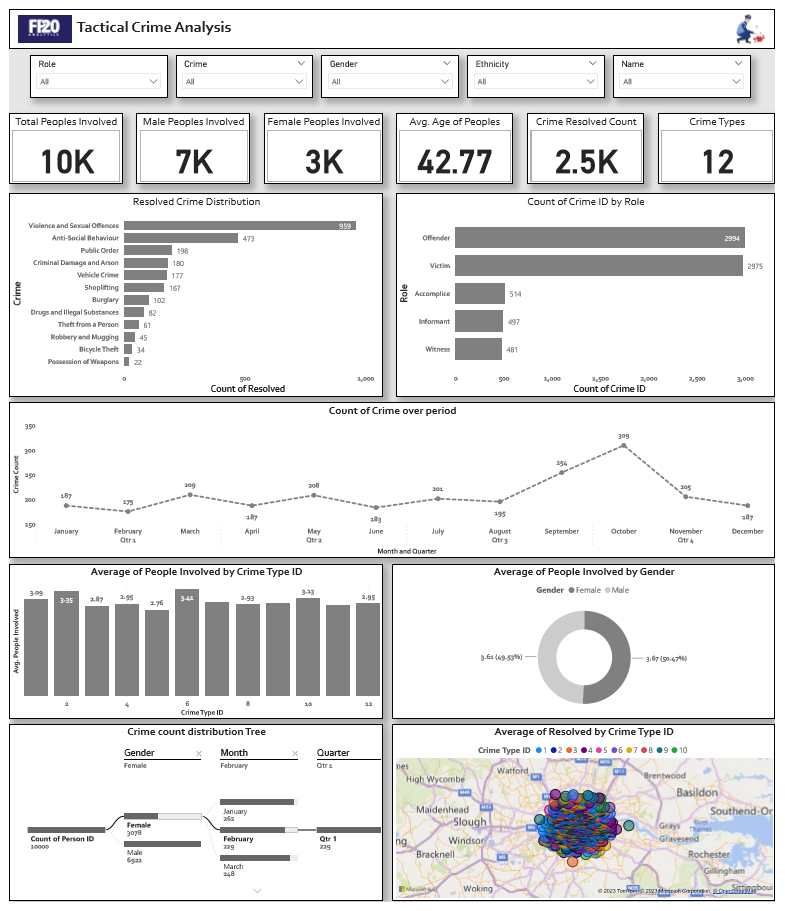 FP20
ANALYTICS
Tactical Crime Analysis
Role
All
Crime
All
Gender
All
Ethnicity
All
Name
All
Total Peoples Involved
10K
Male Peoples Involved
7K
Female Peoples Involved
3K
Avg. Age of Peoples
42.77
Crime Resolved Count
2.5K
Crime Types
12
Resolved Crime Distribution
Crime
Violence and Sexual Offences 959
Anti-Social Behaviour 473
Public Order 198
Criminal Damage and Arson 180
Vehicle Crime 177
Shoplifting 167
Burglary 102
Drugs and Illegal Substances 82
Theft from a Person 61
Robbery and Mugging 45
Bicycle Theft 34
Possession of Weapons 22
0 500 1,000
Count of Resolved
Count of Crime ID by Role
Role
Offender 2994
Victim 2975
Accomplice 514
Informant 497
Witness 481
0 500 1,000 1,500 2,000 2,500 3,000
Count of Crime ID
Count of Crime over period
Crime Count
350
300
250
200
150
187 175 209 187 208 183 201 195 254 309 205 187
January February March April May June July August September October November December
Qtr 1 Qtr 2 Qtr 3 Qtr 4
Month and Quarter
Average of People Involved by Crime Type ID
Avg. People Involved
3.09 3.35 2.87 2.95 2.76 3.41 2.93 3.13 2.95
2 4 6 8 10 12
Crime Type ID
Average of People Involved by Gender
Gender Female Male
3.61 (49.53%)
3.67 (50.47%)
Crime count distribution Tree
Gender
Female
Month
February
Quarter
Qtr 1
Count of Person ID
10000
Female
3078
Male
6922
January
262
February
229
March
248
Qtr 1
229
Average of Resolved by Crime Type ID
Crime Type ID 1 2 3 4 5 6 7 8 9 10
High Wycombe
Watford
Brentwood
Basildon
Maidenhead
Slough
Southend-On
Windsor
Grays
Gravesend
Bracknell
Rochester
Gillingham
Woking
Microsoft Bing
© 2023 TomTom, © 2023 Microsoft Corporation, © OpenStreetMap